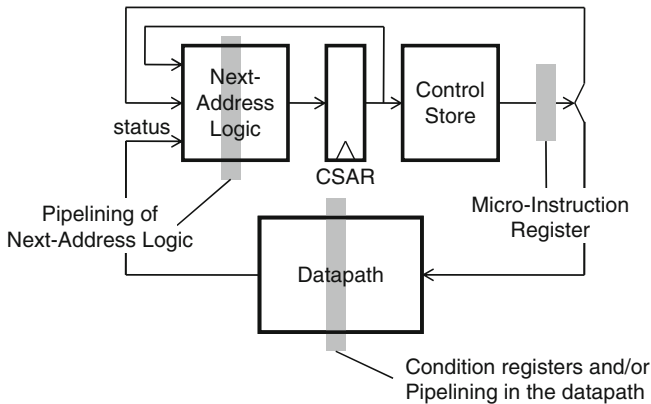 Next-
Address
Logic
Control
Store
status
CSAR
Pipelining of
Next-Address Logic
Micro-Instruction
Register
Datapath
Condition registers and/or
Pipelining in the datapath